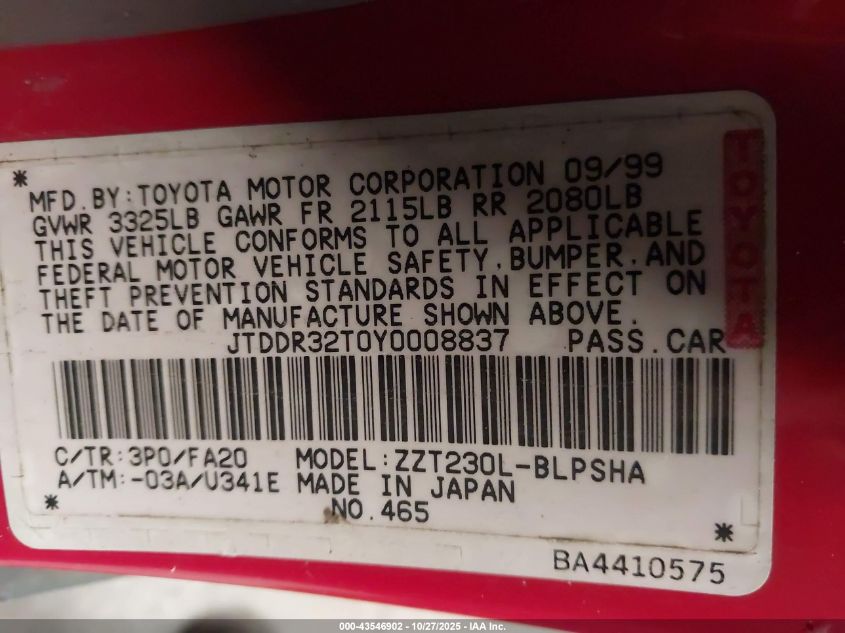 MFD.BY:TOYOTA MOTOR CORPORATION 09/99
GVWR 3325LB GAWR FR 2115LB RR 2080LB
THIS VEHICLE CONFORMS TO ALL APPLICABLE
FEDERAL MOTOR VEHICLE SAFETY,BUMPER,AND
THEFT PREVENTION STANDARDS IN EFFECT ON
THE DATE OF MANUFACTURE SHOWN ABOVE.
JTDDR32T0Y0008837 PASS.CAR
C/TR:3P0/FA20 MODEL:ZZT230L-BLPSHA
A/TM:-03A/U341E MADE IN JAPAN
NO.465
BA4410575
TOYOTA
000-43546902 | 10/27/2025 | IAA Inc.